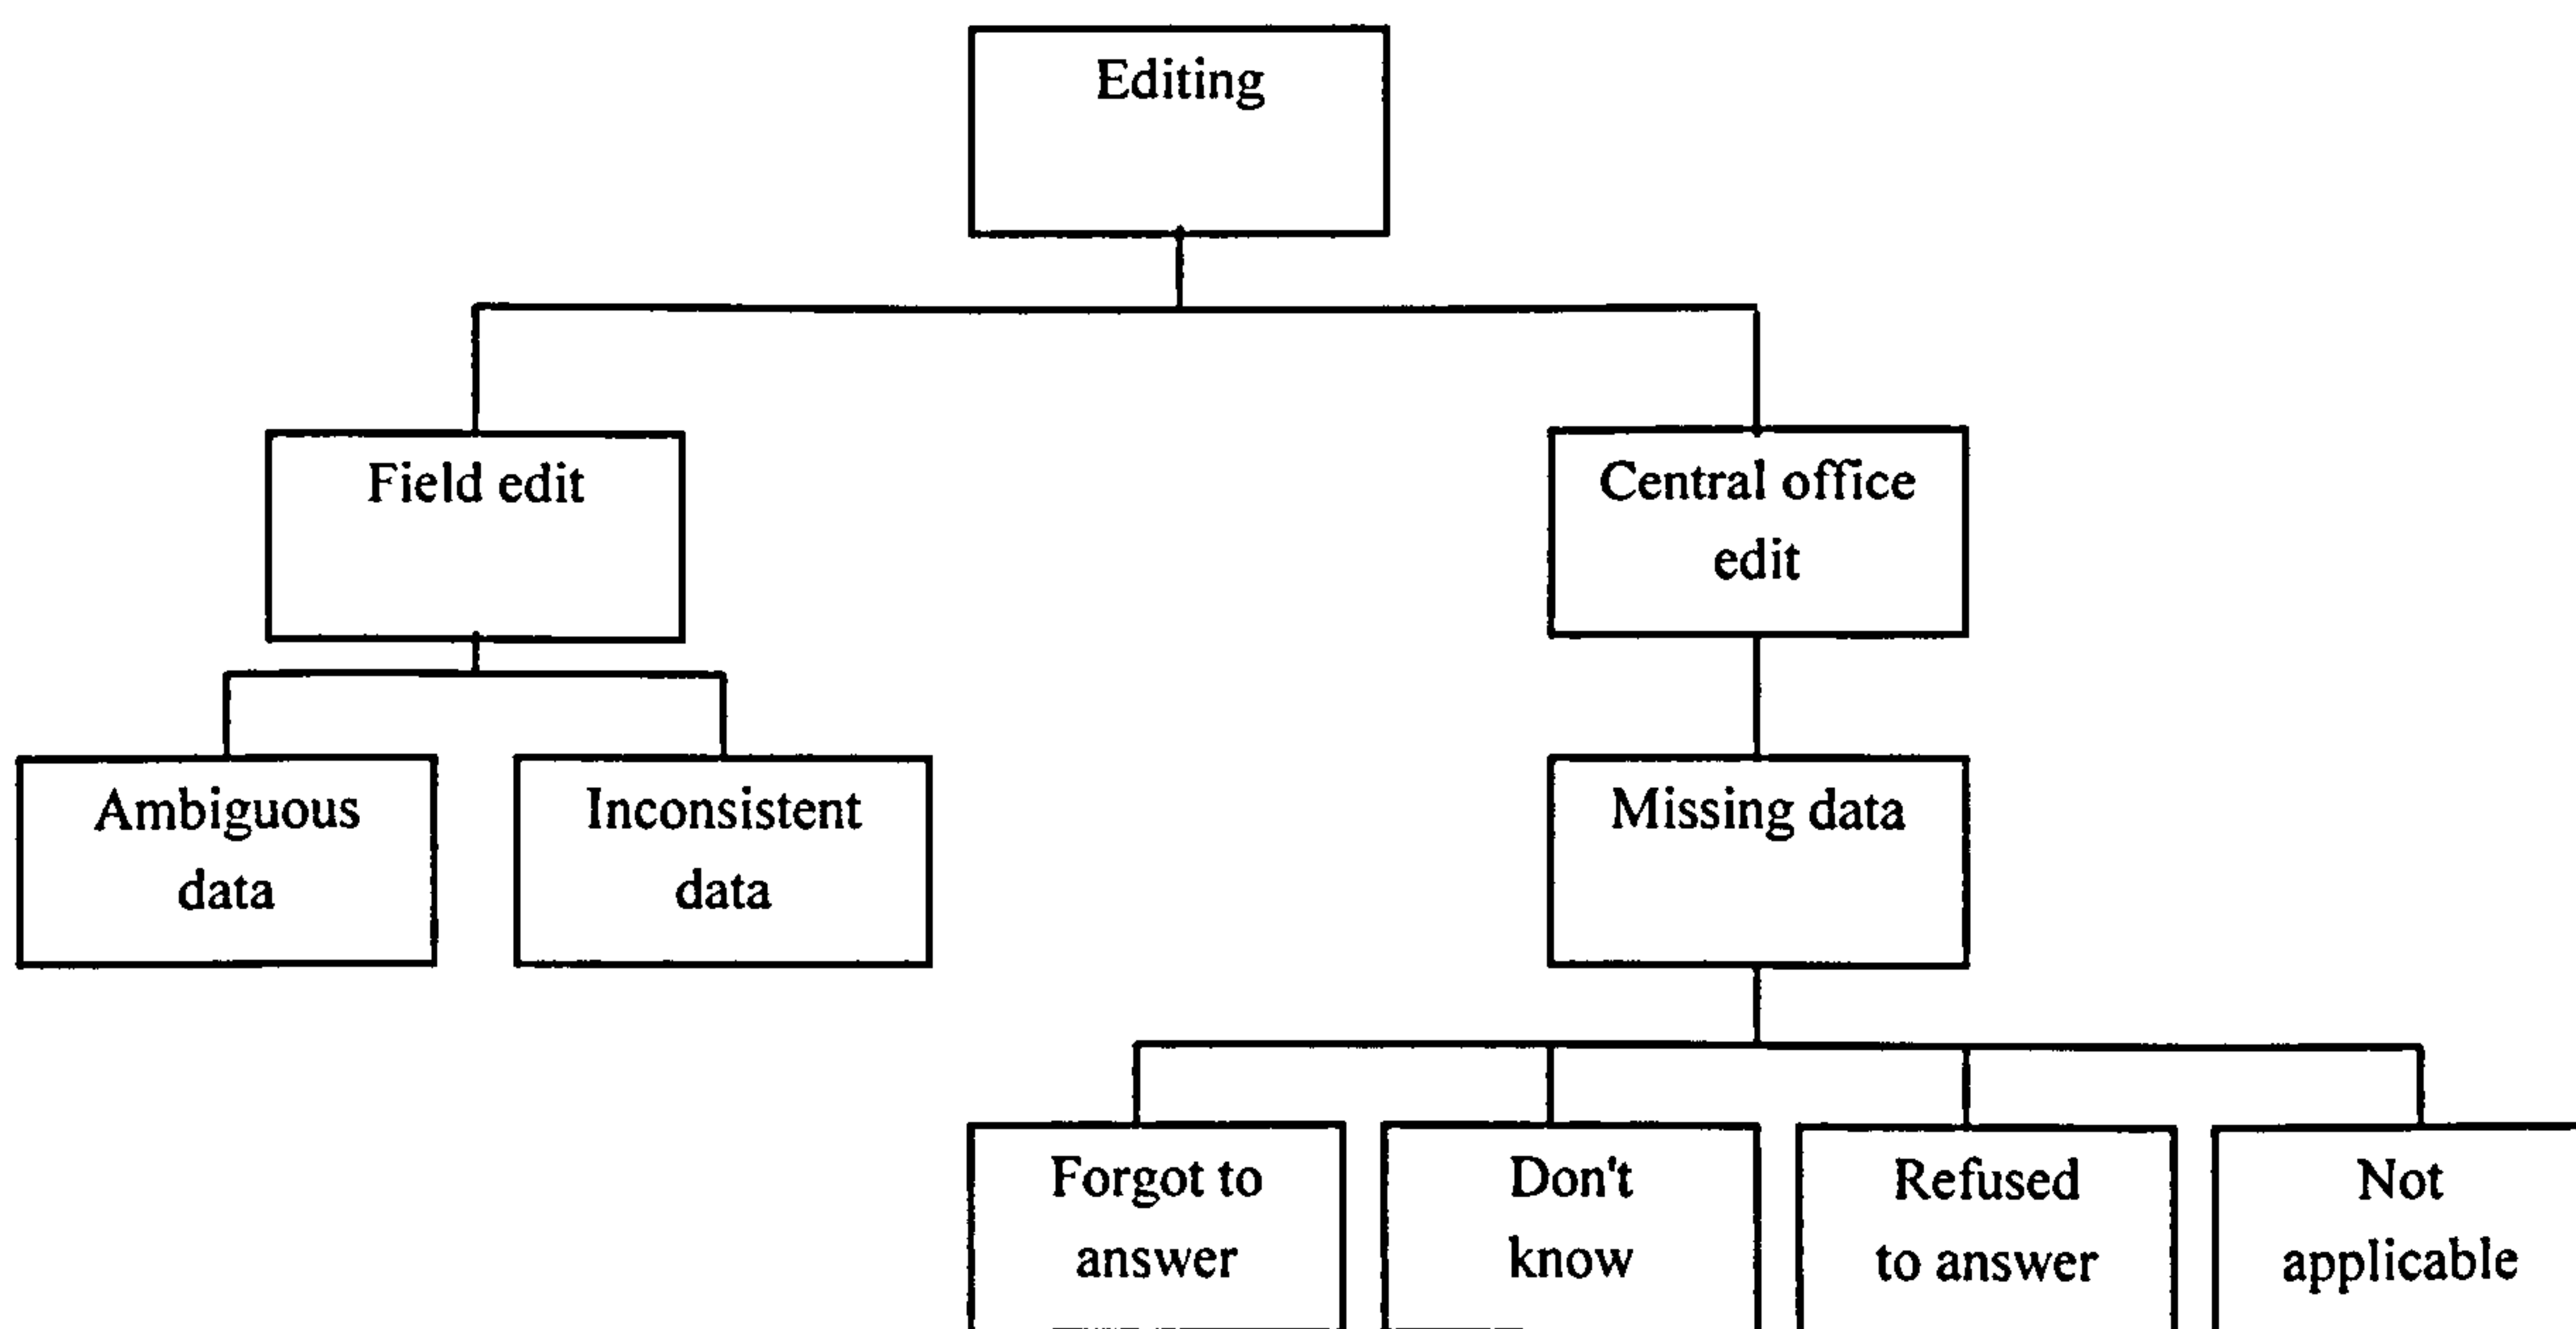 Editing
Field edit
Central office
edit
Ambiguous
data
Inconsistent
data
Missing data
Forgot to
answer
Don't
know
Refused
to answer
Not
applicable